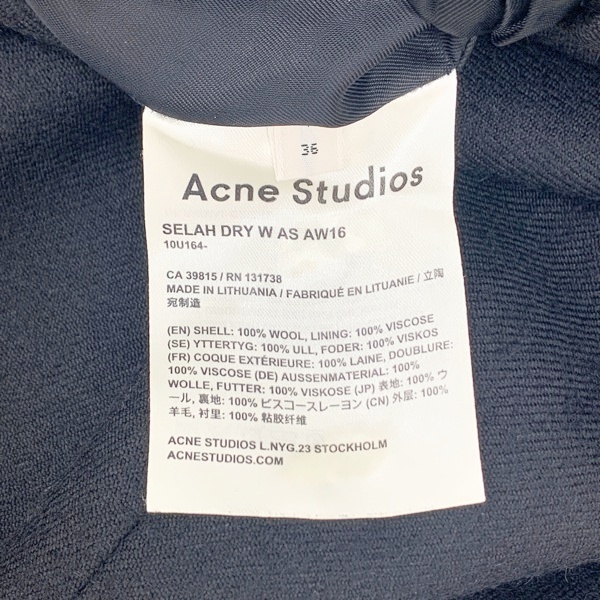 36
Acne Studios
SELAH DRY W AS AW16
10U164-
CA 39815 / RN 131738
MADE IN LITHUANIA / FABRIQUÉ EN LITUANIE / 立陶
宛制造
(EN) SHELL: 100% WOOL, LINING: 100% VISCOSE
(SE) YTTERTYG: 100% ULL, FODER: 100% VISKOS
(FR) COQUE EXTÉRIEURE: 100% LAINE, DOUBLURE:
100% VISCOSE (DE) AUSSENMATERIAL: 100%
WOLLE, FUTTER: 100% VISKOSE (JP) 表地: 100% ウ
ール, 裏地: 100% ビスコースレーヨン (CN) 外层: 100%
羊毛, 衬里: 100% 粘胶纤维
ACNE STUDIOS L.NYG.23 STOCKHOLM
ACNESTUDIOS.COM